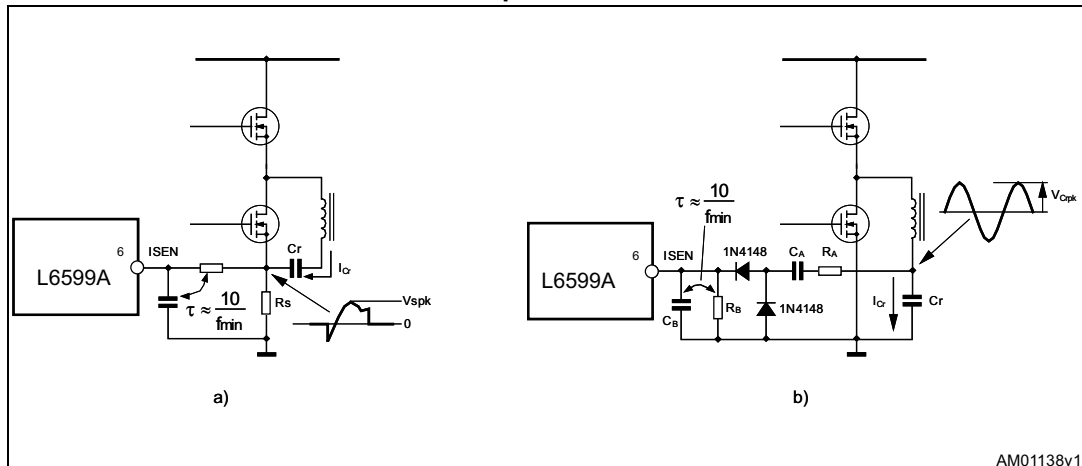 L6599A
6
ISEN
τ ≈ 10
fmin
Cr
ICr
Rs
Vspk
0
a)
L6599A
6
ISEN
τ ≈ 10
fmin
1N4148
CA
RA
CB
RB
1N4148
ICr
Cr
VCrpk
b)
AM01138v1